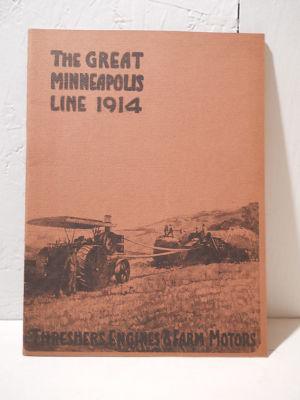 THE GREAT
MINNEAPOLIS
LINE 1914
THRESHERS, ENGINES & FARM MOTORS